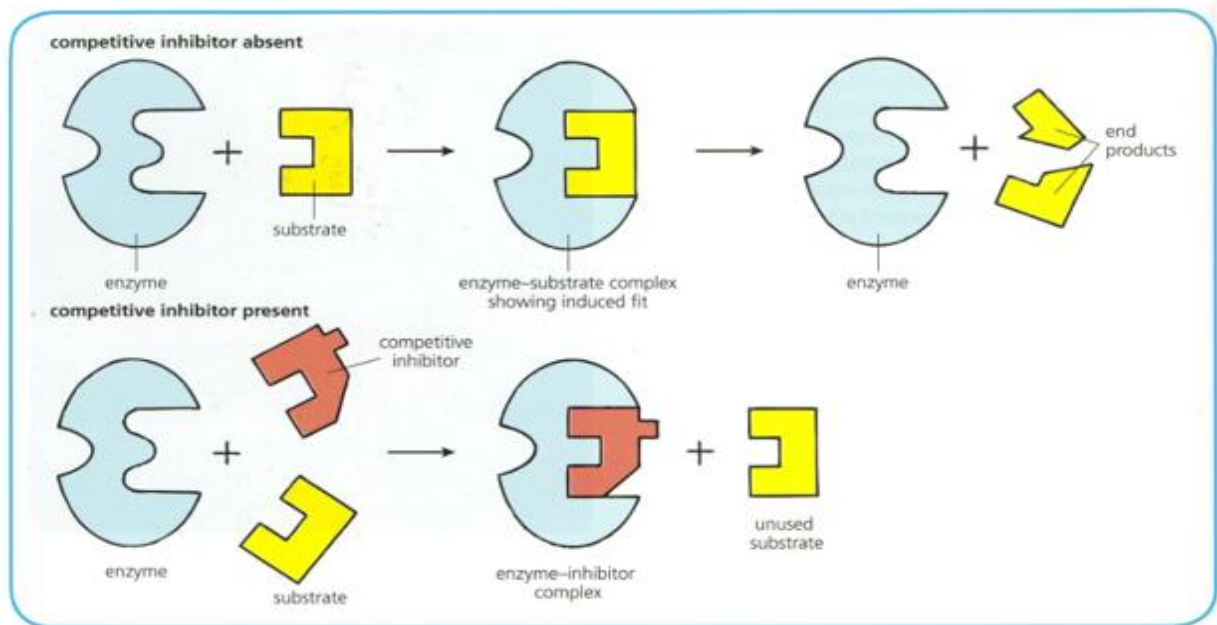 competitive inhibitor absent
+
+
end
products
substrate
enzyme
enzyme–substrate complex
showing induced fit
enzyme
competitive inhibitor present
competitive
inhibitor
+
+
unused
substrate
enzyme
enzyme–inhibitor
complex
substrate